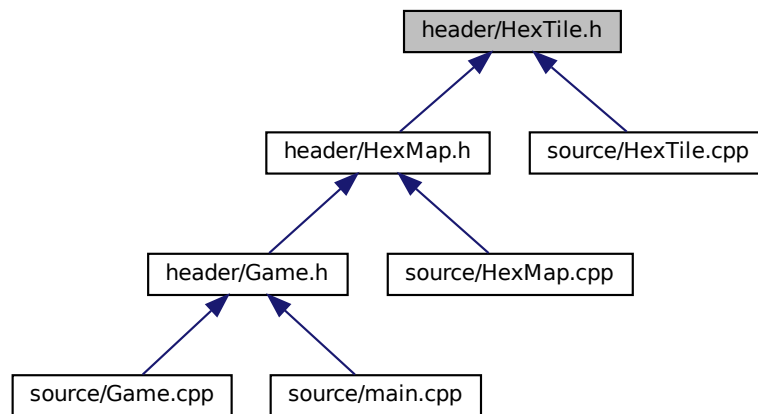 header/HexTile.h
header/HexMap.h
source/HexTile.cpp
header/Game.h
source/HexMap.cpp
source/Game.cpp
source/main.cpp